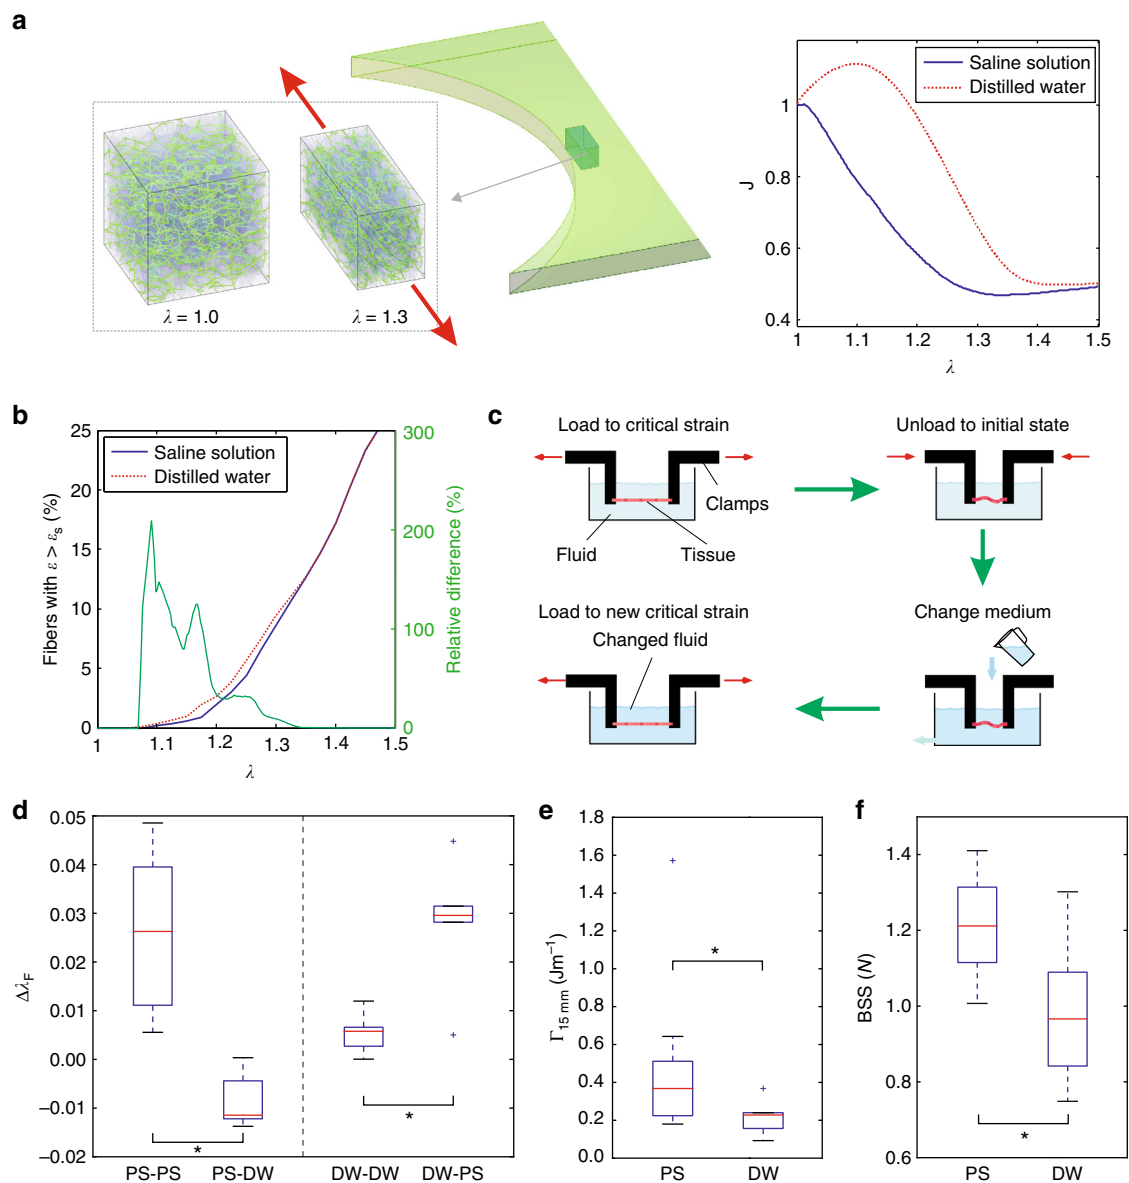 a
λ = 1.0
λ = 1.3
Saline solution
Distilled water
J
1
0.8
0.6
0.4
1
1.1
1.2
1.3
1.4
1.5
λ
b
Saline solution
Distilled water
Fibers with ε > εs (%)
25
20
15
10
5
0
1
1.1
1.2
1.3
1.4
1.5
λ
300
200
100
0
Relative difference (%)
c
Load to critical strain
Unload to initial state
Clamps
Fluid
Tissue
Load to new critical strain
Changed fluid
Change medium
d
ΔλF
0.05
0.04
0.03
0.02
0.010
0.00
–0.01
–0.02
PS-PS
PS-DW
DW-DW
DW-PS
*
*
e
Γ15 mm (Jm−1)
1.8
1.6
1.4
1.2
1.0
0.8
0.6
0.4
0.2
0.0
*
PS
DW
f
BSS (N)
1.4
1.2
1.0
0.8
0.6
*
PS
DW